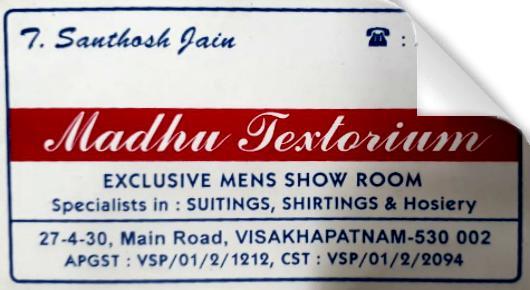 T. Santhosh Jain ☎ :
Madhu Textorium
EXCLUSIVE MENS SHOW ROOM
Specialists in : SUITINGS, SHIRTINGS & Hosiery
27-4-30, Main Road, VISAKHAPATNAM-530 002
APGST : VSP/01/2/1212, CST : VSP/01/2/2094